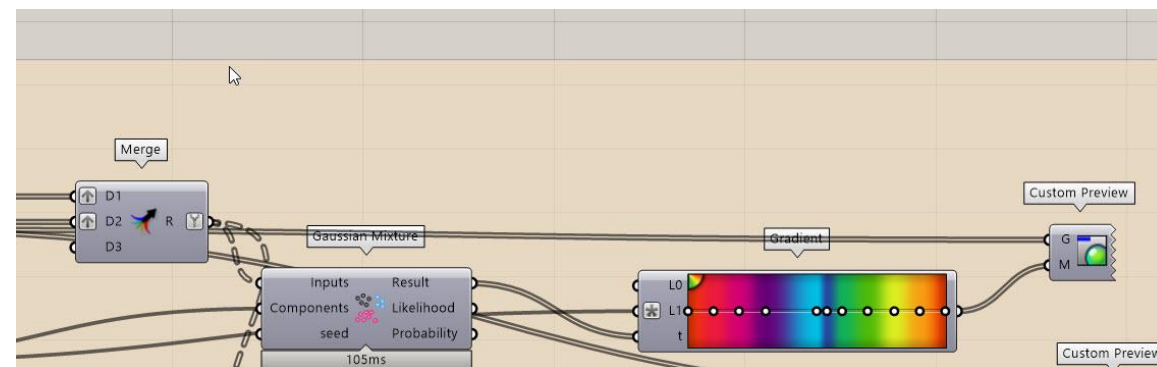 Merge
D1
D2 R
D3
Gaussian Mixture
Inputs Result
Components Likelihood
seed Probability
105ms
Gradient
L0
L1
t
Custom Preview
G
M
Custom Preview